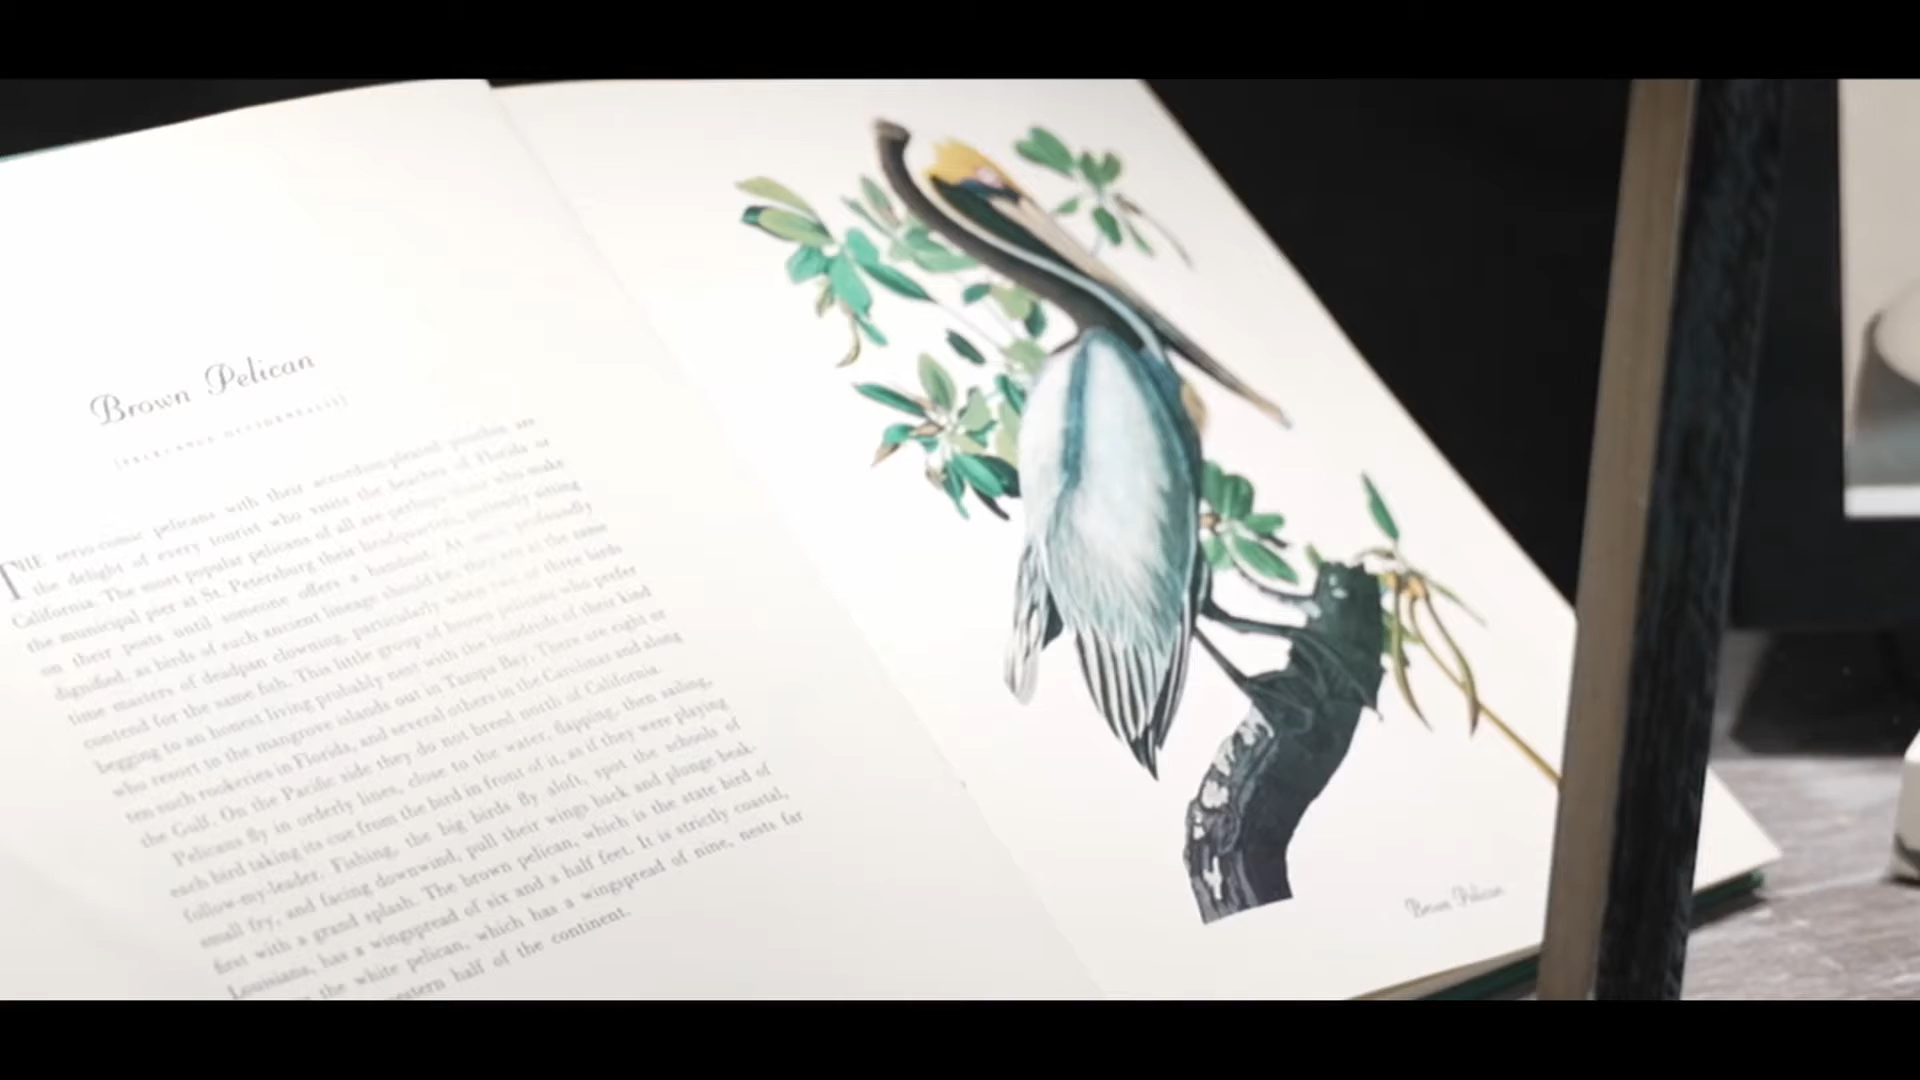 Brown Pelican
[PELECANUS OCCIDENTALIS]
THE serio-comic pelicans with their accordion-pleated pouches are
the delight of every tourist who visits the beaches of Florida or
California. The most popular pelicans of all are perhaps those who make
the municipal pier at St. Petersburg their headquarters, patiently sitting
on their posts until someone offers a handout. At once profoundly
dignified, as birds of such ancient lineage should be, they are at the same
time masters of deadpan clowning, particularly when two or three birds
contend for the same fish. This little group of brown pelicans who prefer
begging to an honest living probably nest with the hundreds of their kind
who resort to the mangrove islands out in Tampa Bay. There are eight or
ten such rookeries in Florida, and several others in the Carolinas and along
the Gulf. On the Pacific side they do not breed north of California.
Pelicans fly in orderly lines, close to the water, flapping, then sailing,
each bird taking its cue from the bird in front of it, as if they were playing
follow-my-leader. Fishing, the big birds fly aloft, spot the schools of
small fry, and facing downwind, pull their wings back and plunge beak-
first with a grand splash. The brown pelican, which is the state bird of
Louisiana, has a wingspread of six and a half feet. It is strictly coastal,
the white pelican, which has a wingspread of nine, nests far
half of the continent.
Brown Pelican